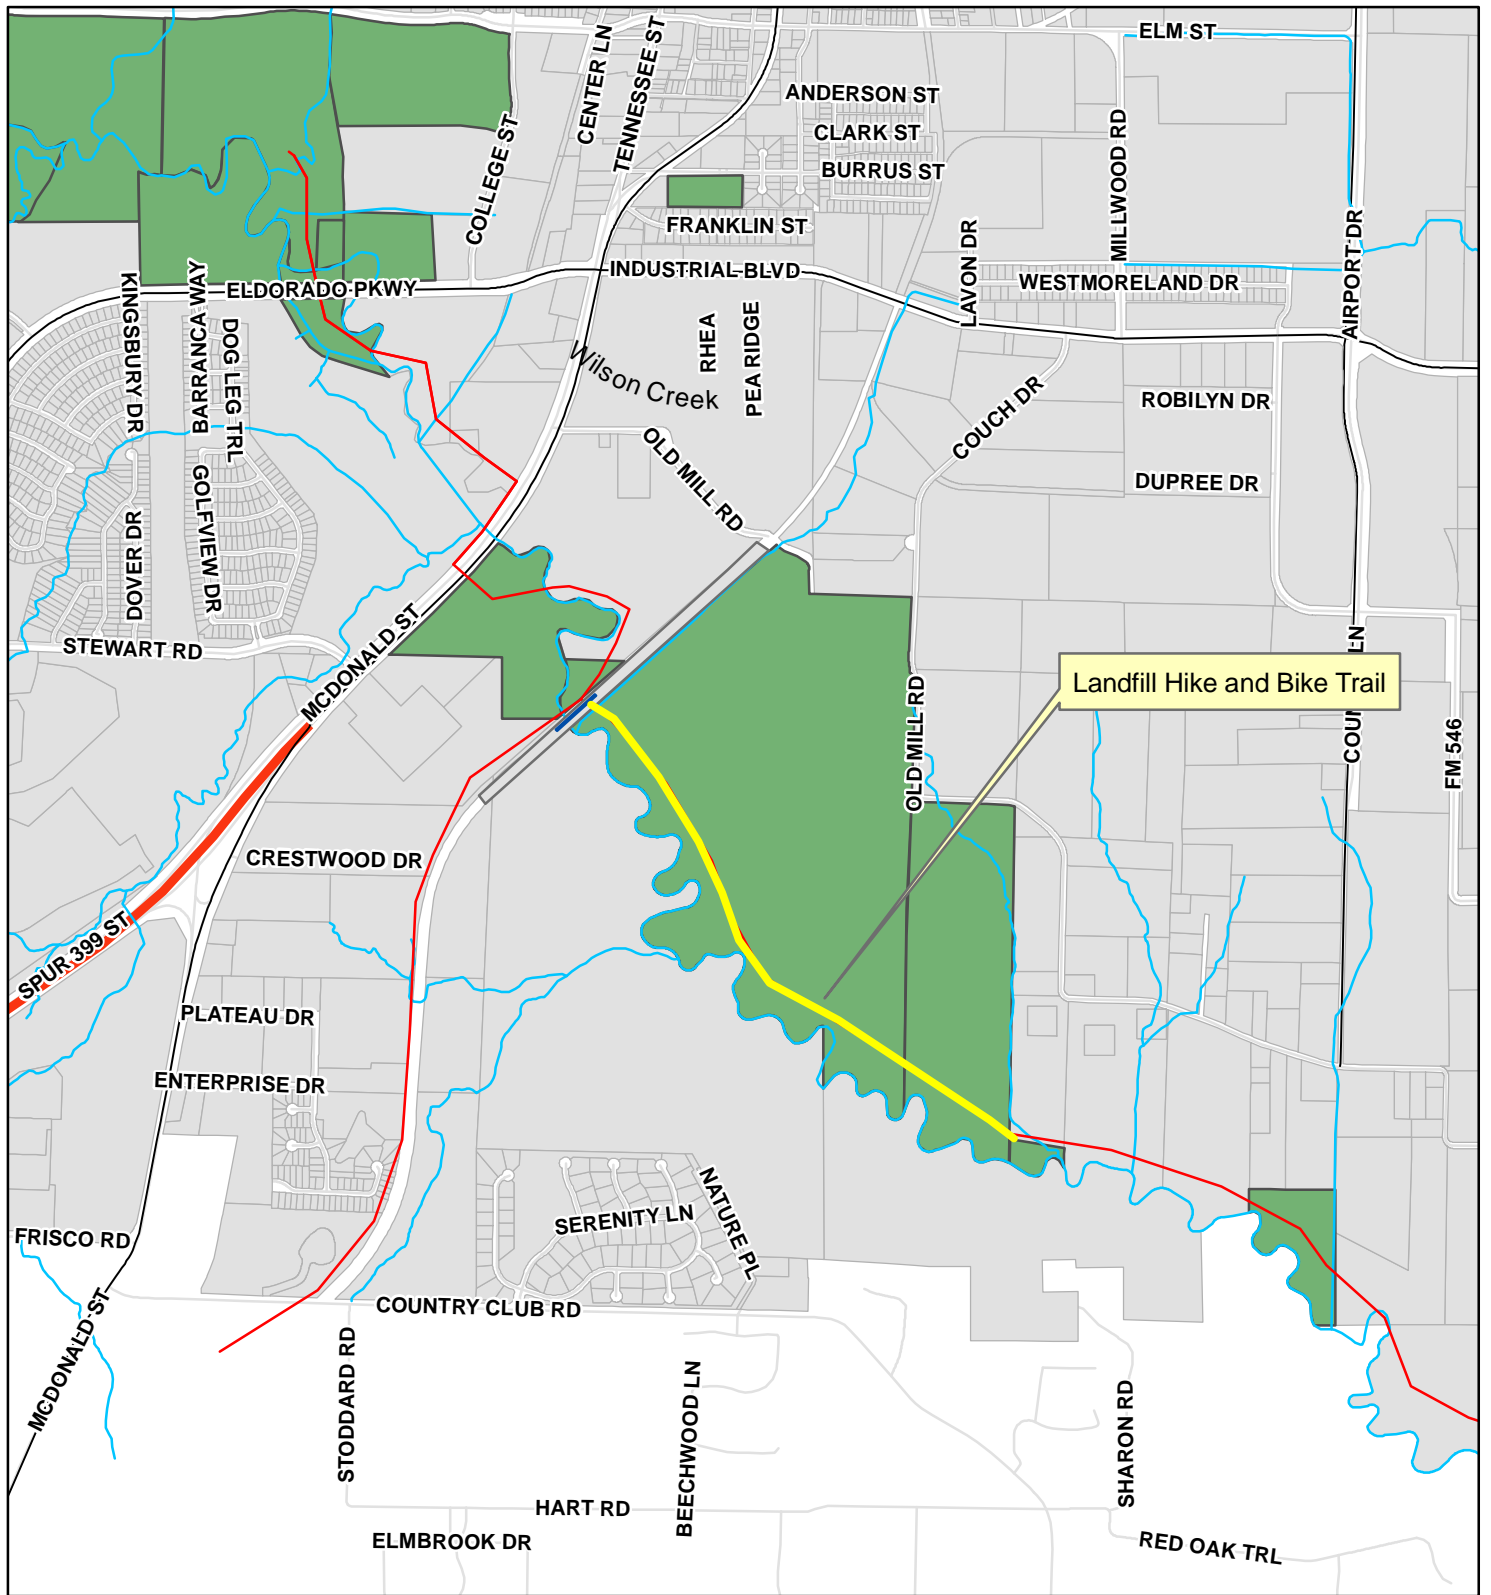 ELM ST
CENTER LN
TENNESSEE ST
ANDERSON ST
CLARK ST
BURRUS ST
COLLEGE ST
MILLWOOD RD
FRANKLIN ST
AIRPORT DR
INDUSTRIAL BLVD
LAVON DR
WESTMORELAND DR
ELDORADO PKWY
KINGSBURY DR
BARRANCA WAY
DOG LEG TRL
RHEA
PEA RIDGE
Wilson Creek
COUCH DR
ROBILYN DR
OLD MILL RD
DUPREE DR
GOLFVIEW DR
DOVER DR
STEWART RD
MCDONALD ST
Landfill Hike and Bike Trail
OLD MILL RD
COUN
LN
FM 546
CRESTWOOD DR
SPUR 399 ST
PLATEAU DR
ENTERPRISE DR
NATURE PL
SERENITY LN
FRISCO RD
COUNTRY CLUB RD
MCDONALD ST
STODDARD RD
BEECHWOOD LN
SHARON RD
HART RD
ELMBROOK DR
RED OAK TRL